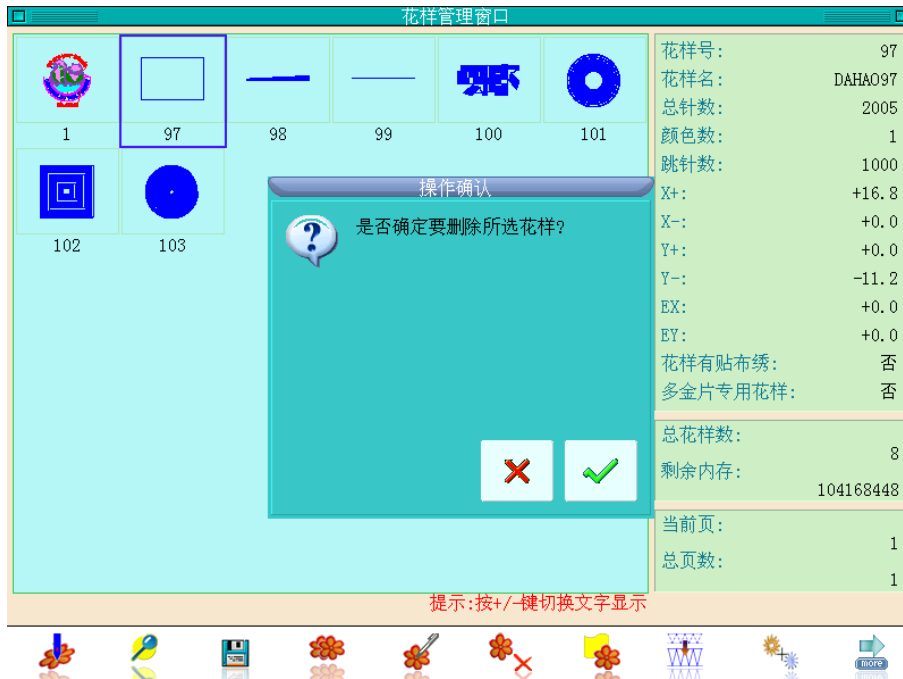 花样管理窗口
1
97
98
99
100
101
102
103
操作确认
是否确定要删除所选花样?
花样号: 97
花样名: DAHAO97
总针数: 2005
颜色数: 1
跳针数: 1000
X+: +16.8
X-: +0.0
Y+: +0.0
Y-: -11.2
EX: +0.0
EY: +0.0
花样有贴布绣: 否
多金片专用花样: 否
总花样数:
8
剩余内存:
104168448
当前页:
1
总页数:
1
提示:按+/-键切换文字显示
more